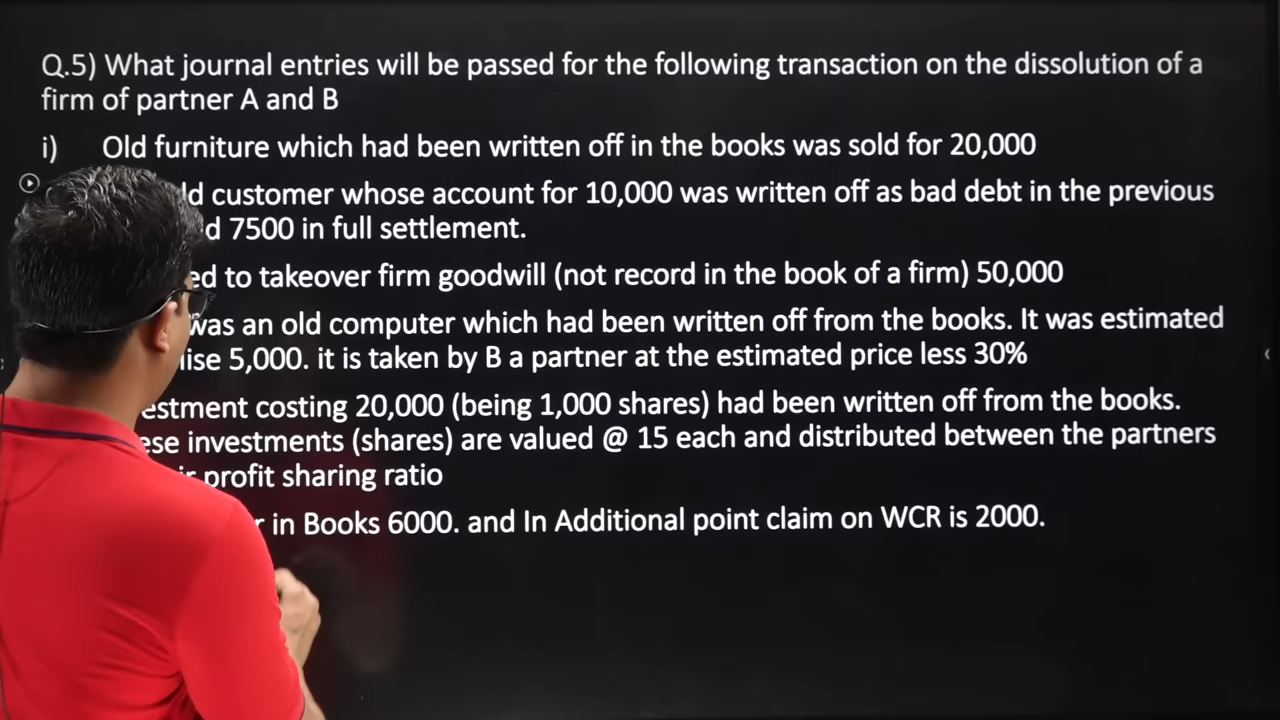 Q.5) What journal entries will be passed for the following transaction on the dissolution of a
firm of partner A and B
i) Old furniture which had been written off in the books was sold for 20,000
customer whose account for 10,000 was written off as bad debt in the previous
7500 in full settlement.
to takeover firm goodwill (not record in the book of a firm) 50,000
was an old computer which had been written off from the books. It was estimated
5,000. it is taken by B a partner at the estimated price less 30%
costing 20,000 (being 1,000 shares) had been written off from the books.
investments (shares) are valued @ 15 each and distributed between the partners
profit sharing ratio
in Books 6000. and In Additional point claim on WCR is 2000.